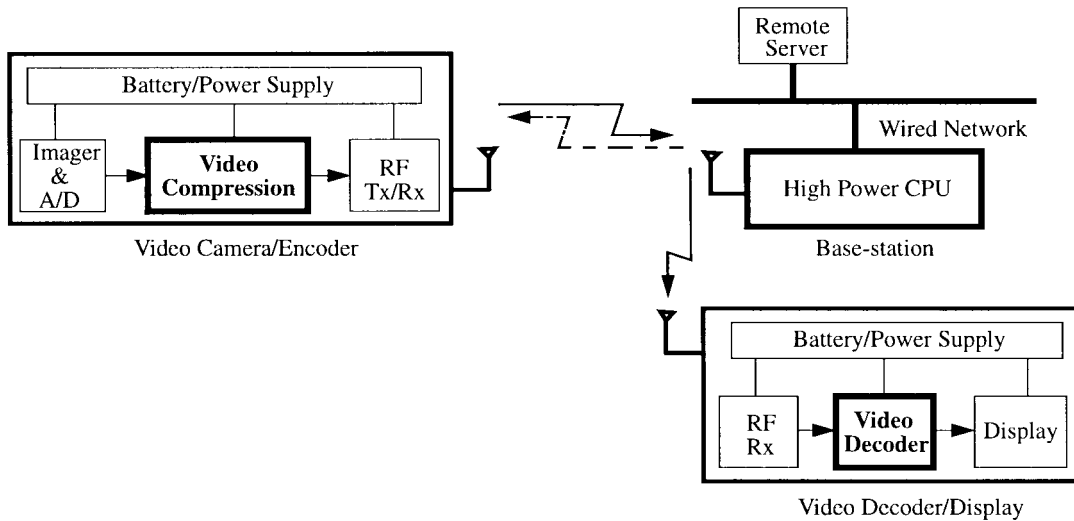 Remote
Server
Battery/Power Supply
Wired Network
Imager
&
A/D
Video
Compression
RF
Tx/Rx
High Power CPU
Video Camera/Encoder
Base-station
Battery/Power Supply
RF
Rx
Video
Decoder
Display
Video Decoder/Display